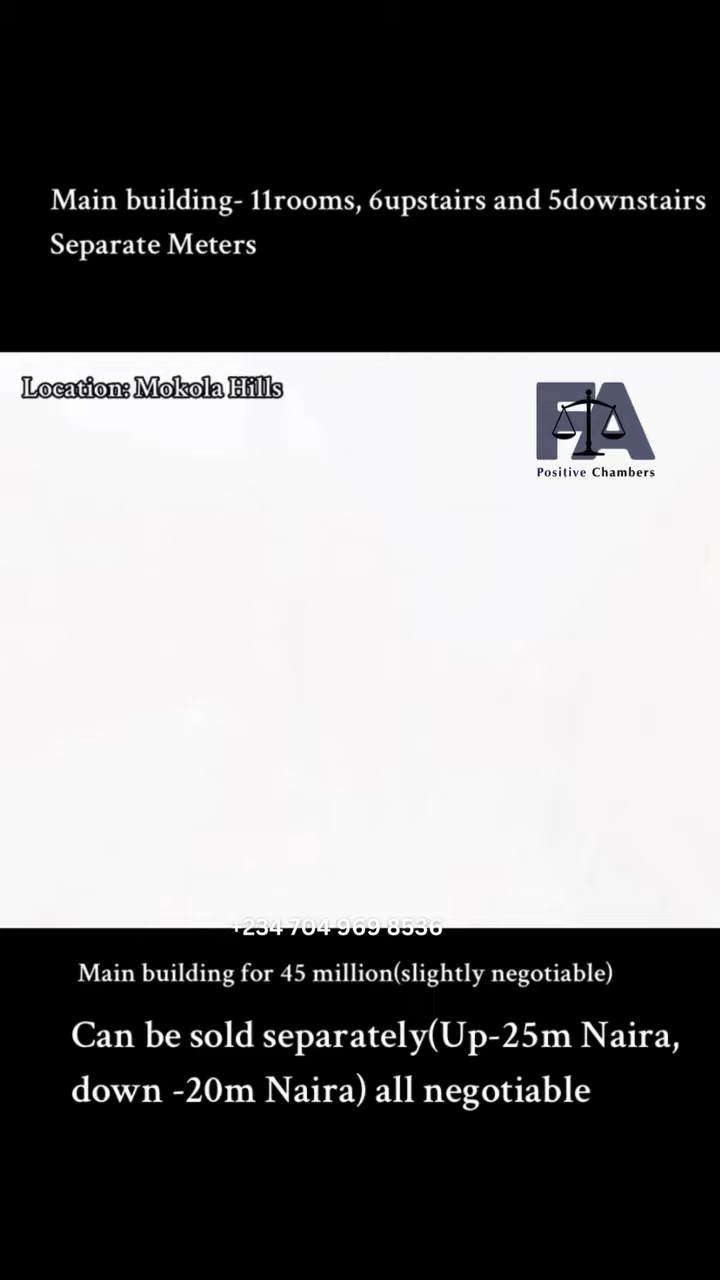 Main building- 11rooms, 6upstairs and 5downstairs
Separate Meters
Location: Mokola Hills
FA
Positive Chambers
+234 704 969 8536
Main building for 45 million(slightly negotiable)
Can be sold separately(Up-25m Naira,
down -20m Naira) all negotiable